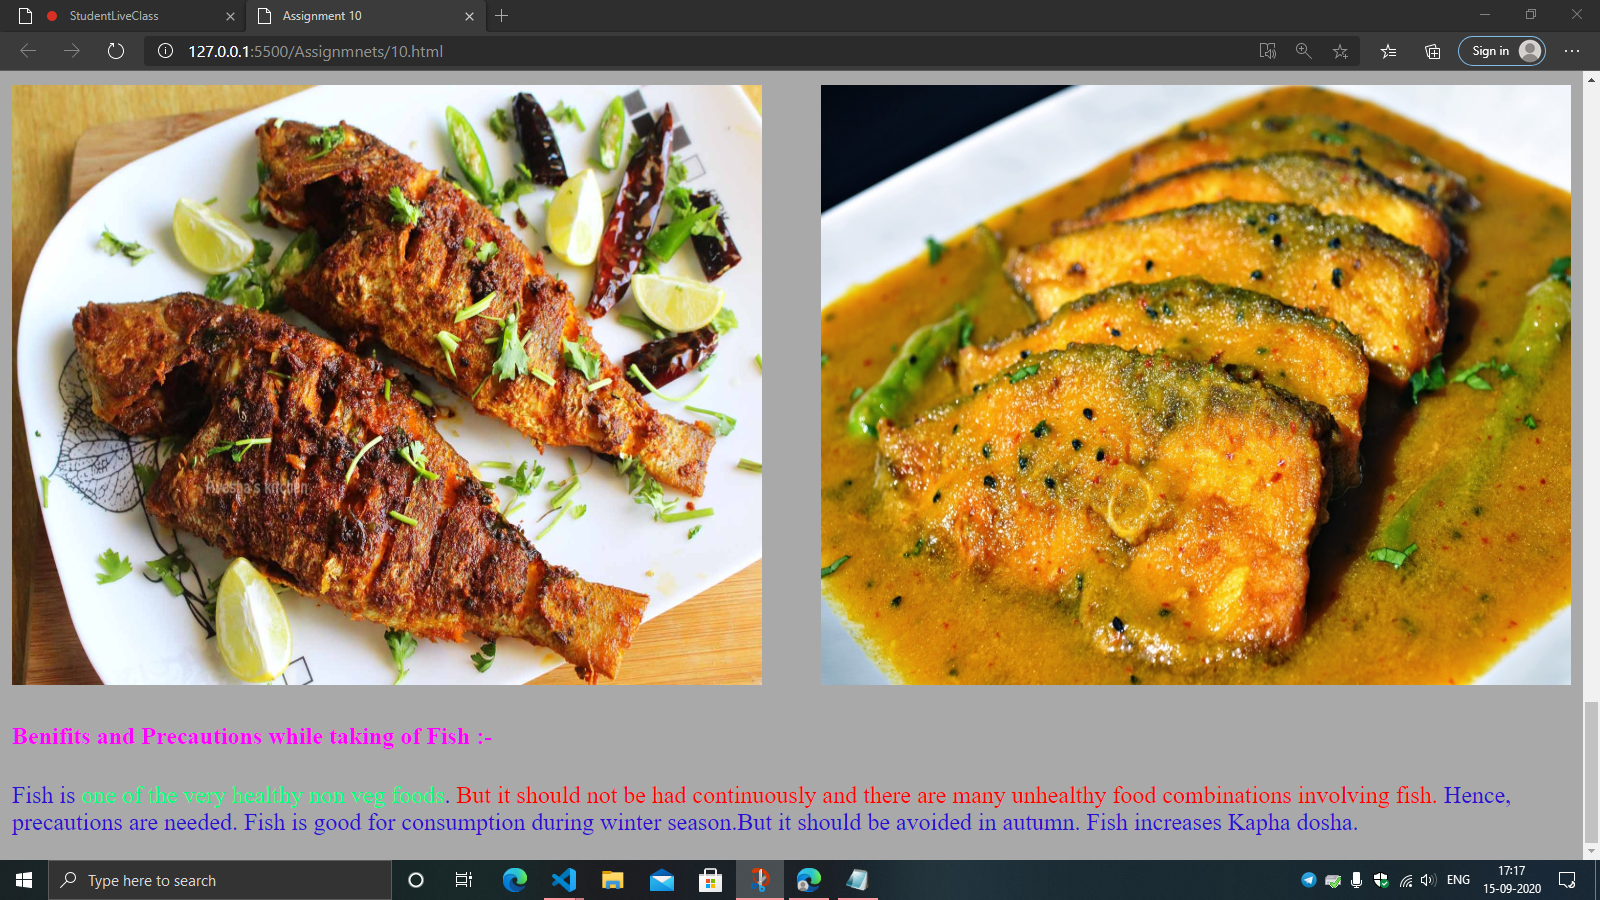 StudentLiveClass
Assignment 10
127.0.0.1:5500/Assignmnets/10.html
Sign in
kitchen
Benifits and Precautions while taking of Fish :-
Fish is one of the very healthy non veg foods. But it should not be had continuously and there are many unhealthy food combinations involving fish. Hence,
precautions are needed. Fish is good for consumption during winter season.But it should be avoided in autumn. Fish increases Kapha dosha.
Type here to search
ENG
17:17
15-09-2020